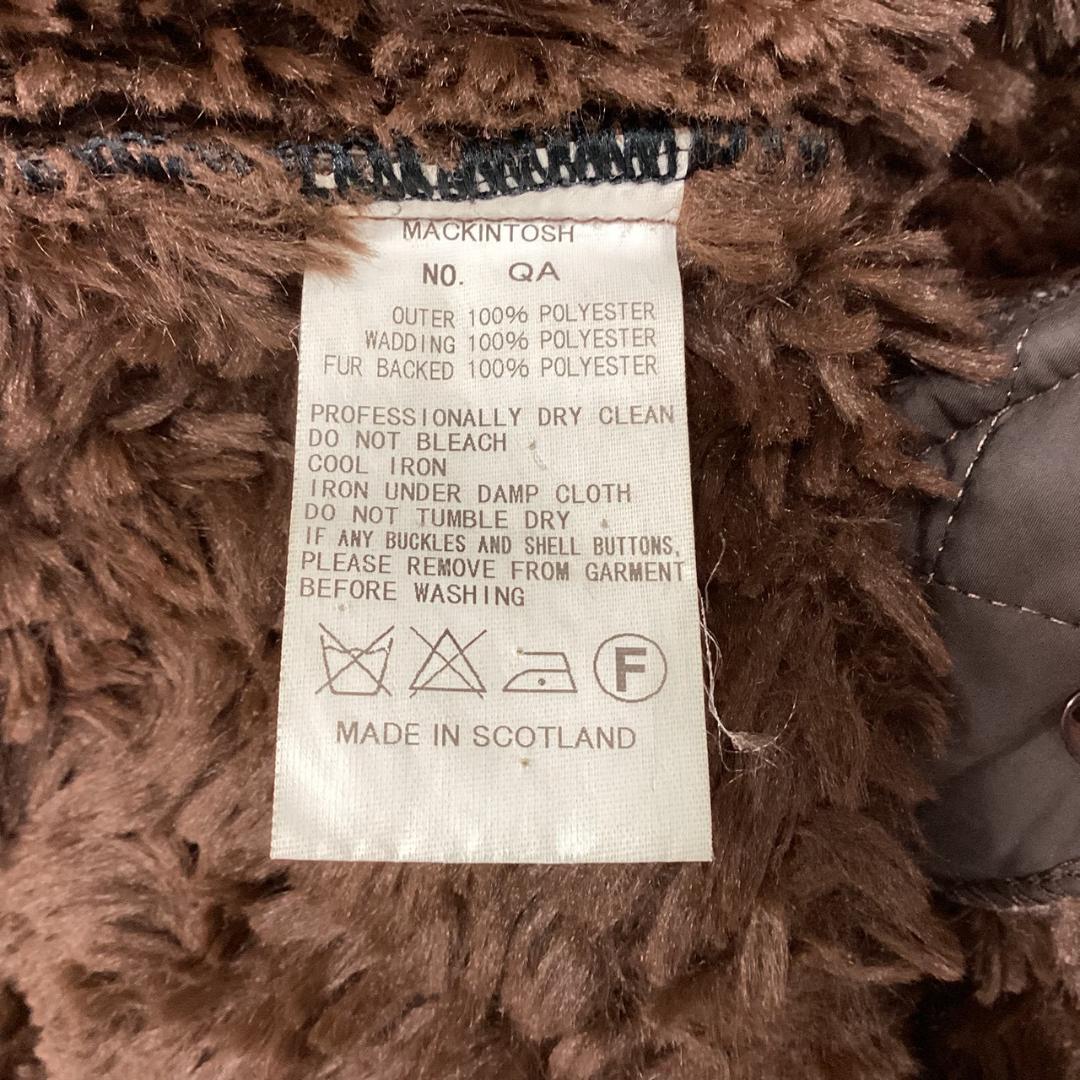 MACKINTOSH
NO. QA
OUTER 100% POLYESTER
WADDING 100% POLYESTER
FUR BACKED 100% POLYESTER
PROFESSIONALLY DRY CLEAN
DO NOT BLEACH
COOL IRON
IRON UNDER DAMP CLOTH
DO NOT TUMBLE DRY
IF ANY BUCKLES AND SHELL BUTTONS,
PLEASE REMOVE FROM GARMENT
BEFORE WASHING
F
MADE IN SCOTLAND